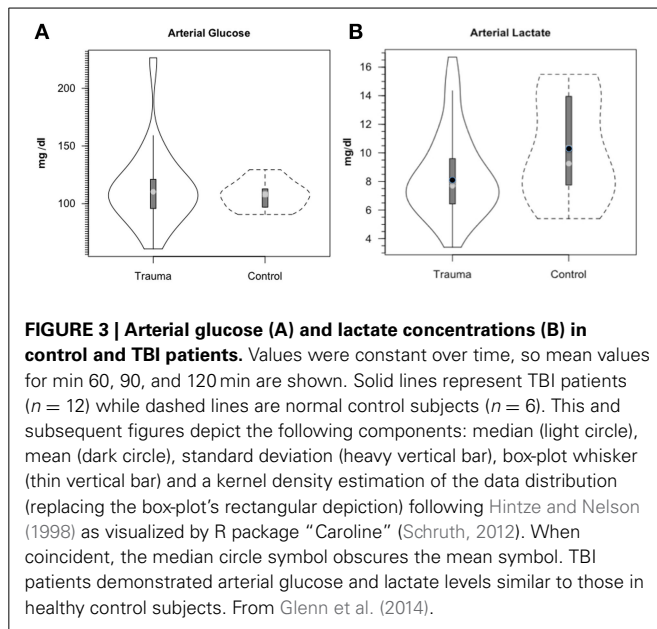 A
Arterial Glucose
200
150
100
mg/dl
Trauma
Control
B
Arterial Lactate
16
14
12
10
8
6
4
mg/dl
Trauma
Control
FIGURE 3 | Arterial glucose (A) and lactate concentrations (B) in
control and TBI patients. Values were constant over time, so mean values
for min 60, 90, and 120 min are shown. Solid lines represent TBI patients
(n = 12) while dashed lines are normal control subjects (n = 6). This and
subsequent figures depict the following components: median (light circle),
mean (dark circle), standard deviation (heavy vertical bar), box-plot whisker
(thin vertical bar) and a kernel density estimation of the data distribution
(replacing the box-plot's rectangular depiction) following Hintze and Nelson
(1998) as visualized by R package "Caroline" (Schruth, 2012). When
coincident, the median circle symbol obscures the mean symbol. TBI
patients demonstrated arterial glucose and lactate levels similar to those in
healthy control subjects. From Glenn et al. (2014).